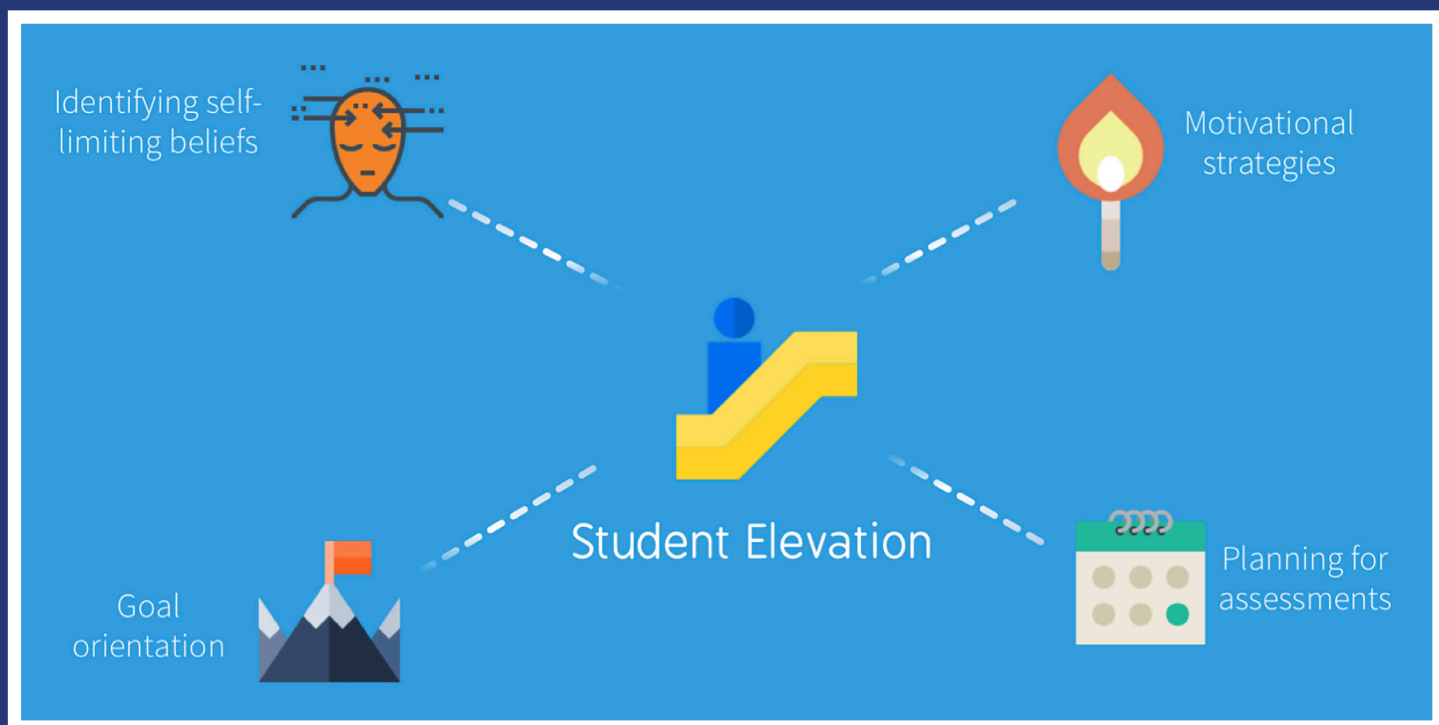 Identifying self-
limiting beliefs
Motivational
strategies
Student Elevation
Goal
orientation
Planning for
assessments